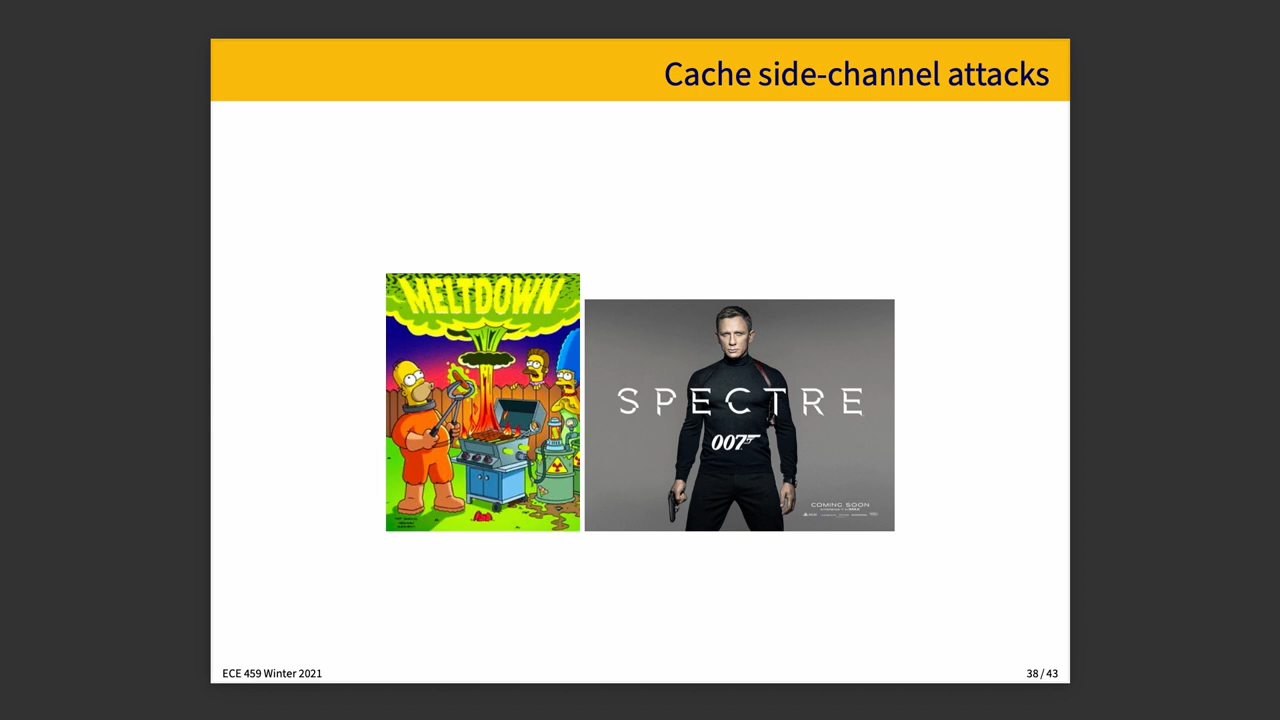 Cache side-channel attacks
MELTDOWN
SPECTRE
007
COMING SOON
ECE 459 Winter 2021
38 / 43